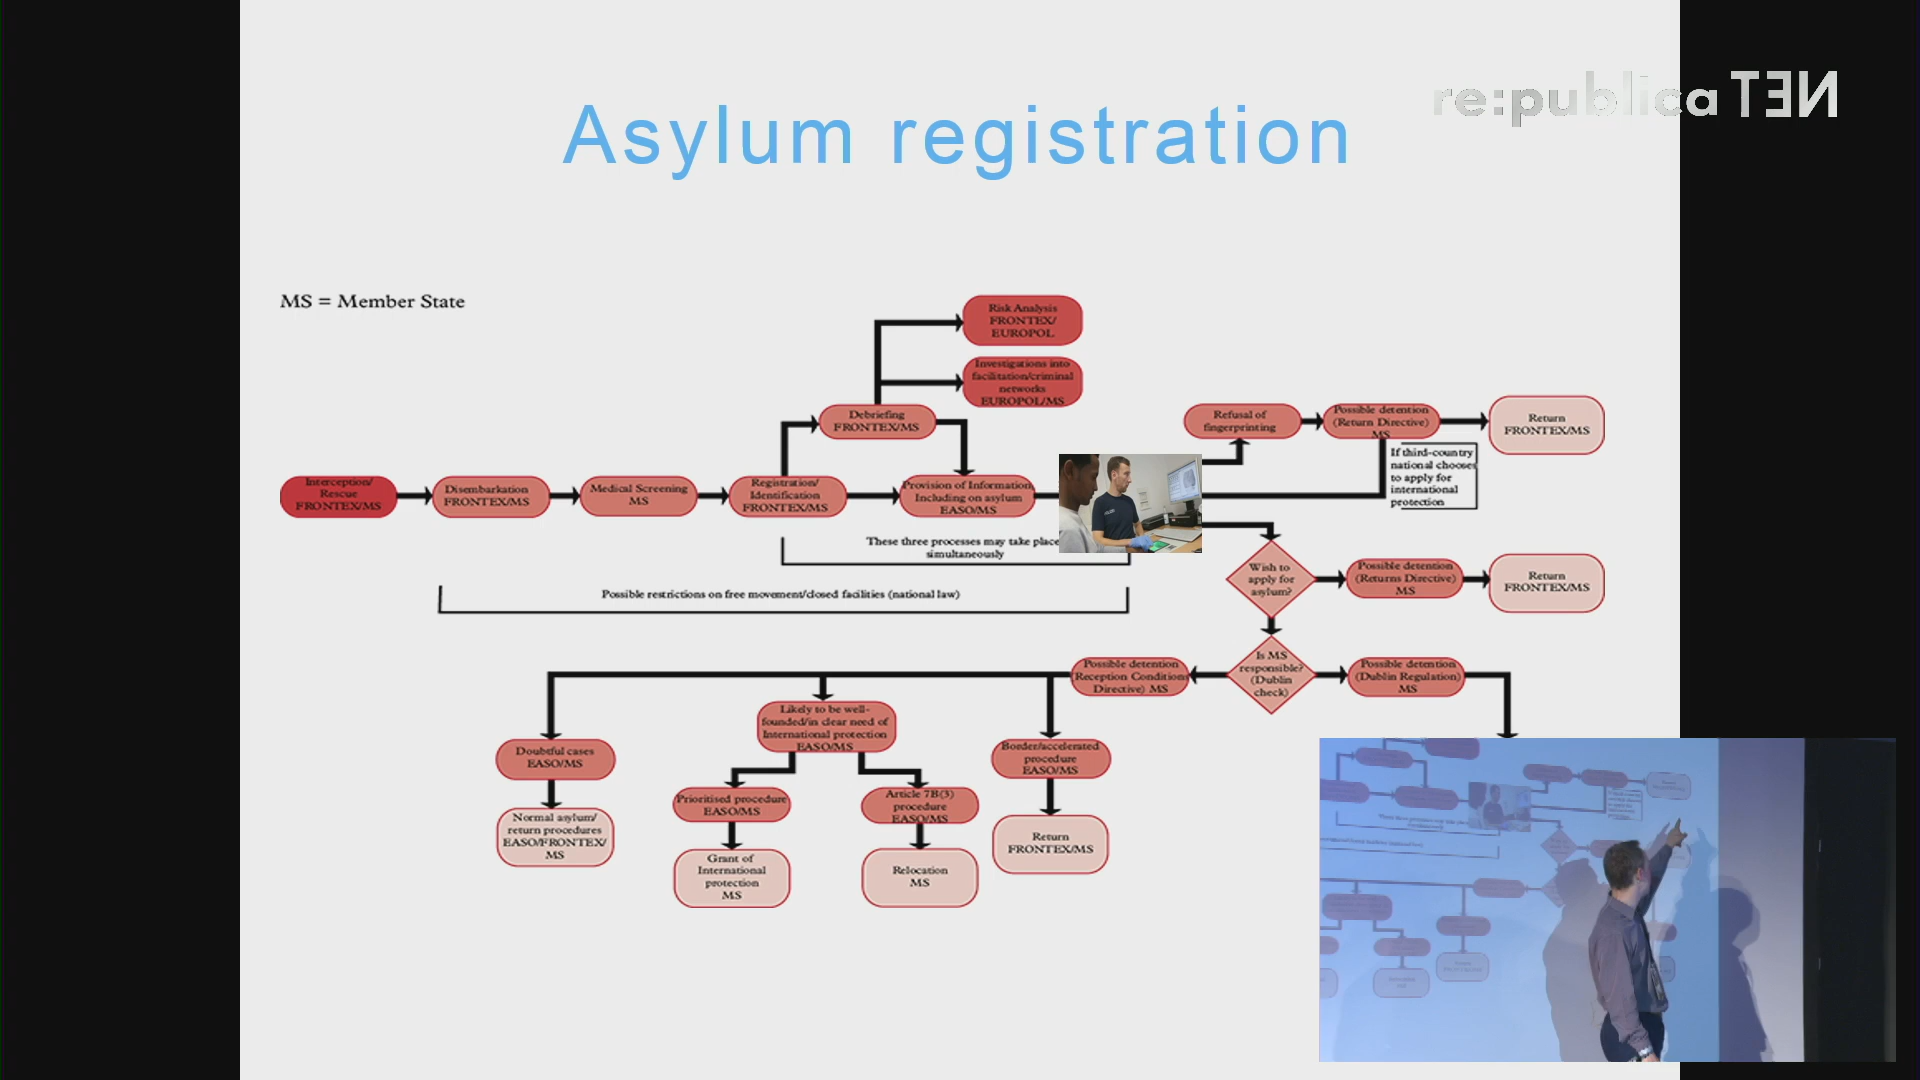 re:publica TEN
Asylum registration
MS = Member State
Risk Analysis
FRONTEX/
EUROPOL
Investigations into
facilitation/criminal
networks
EUROPOL/MS
Debriefing
FRONTEX/MS
Refusal of
fingerprinting
Possible detention
(Return Directive)
MS
Return
FRONTEX/MS
If third-country
national chooses
to apply for
international
protection
Interception/
Rescue
FRONTEX/MS
Disembarkation
FRONTEX/MS
Medical Screening
MS
Registration/
Identification
FRONTEX/MS
Provision of Information
Including on asylum
EASO/MS
These three processes may take place
simultaneously
Possible restrictions on free movement/closed facilities (national law)
Wish to
apply for
asylum?
Possible detention
(Returns Directive)
MS
Return
FRONTEX/MS
Is MS
responsible?
(Dublin
check)
Possible detention
(Reception Conditions
Directive) MS
Possible detention
(Dublin Regulation)
MS
Likely to be well-
founded/in clear need of
International protection
EASO/MS
Doubtful cases
EASO/MS
Border/accelerated
procedure
EASO/MS
Prioritised procedure
EASO/MS
Article 7B(3)
procedure
EASO/MS
Normal asylum/
return procedures
EASO/FRONTEX/
MS
Grant of
International
protection
MS
Relocation
MS
Return
FRONTEX/MS